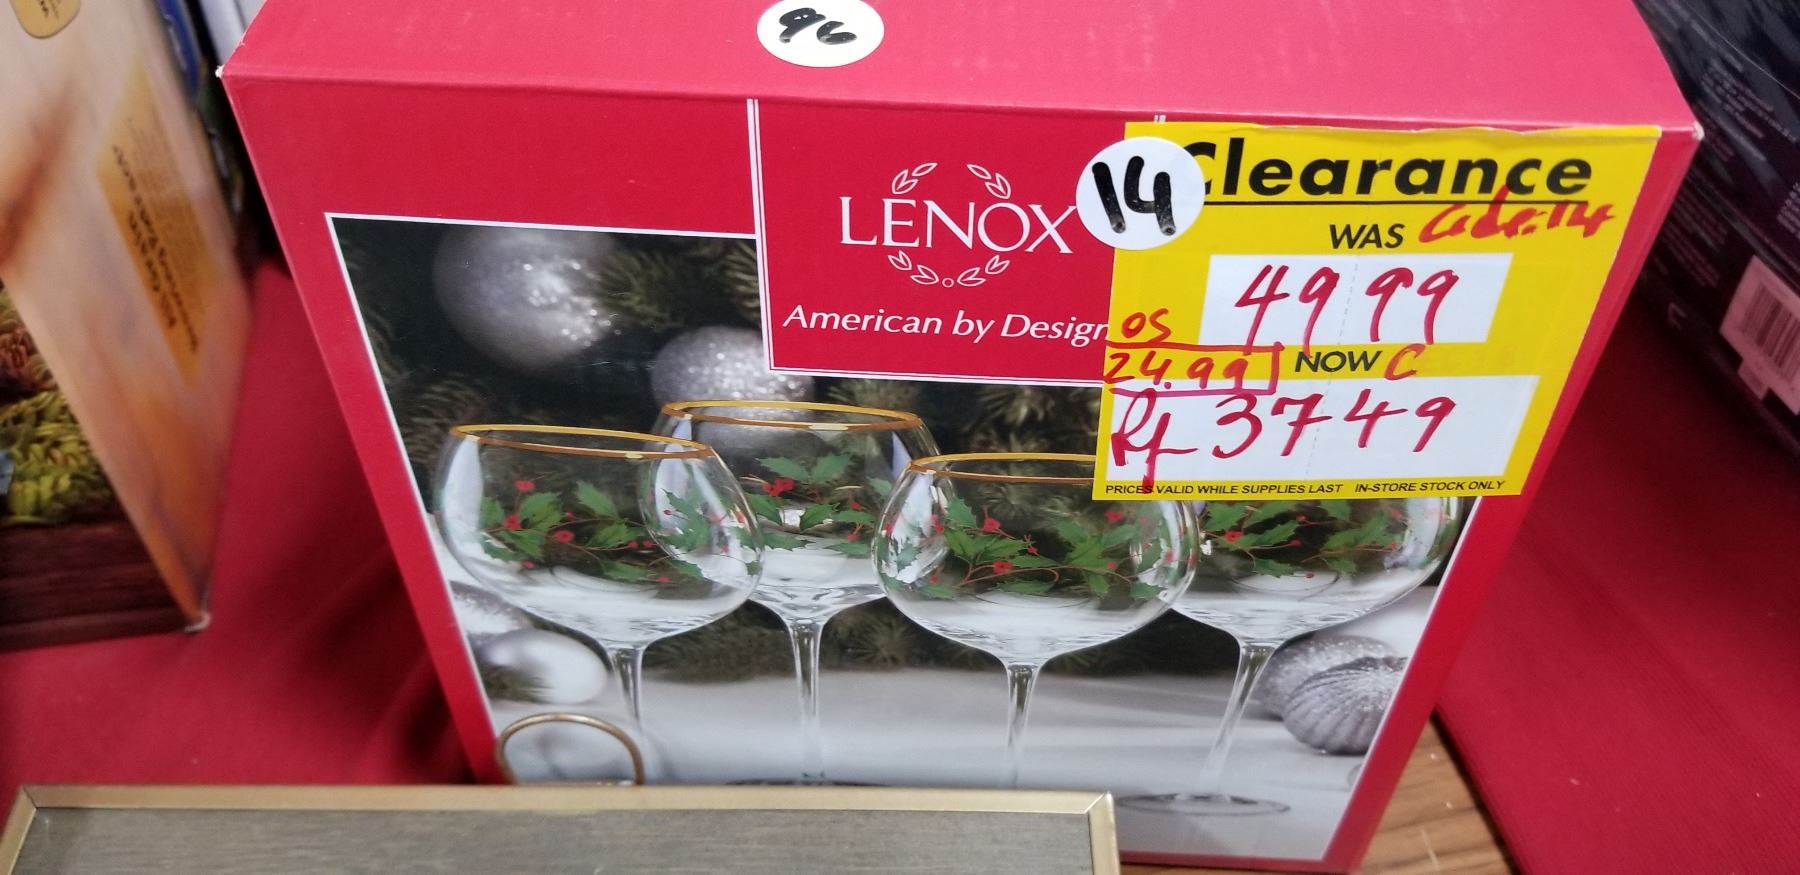 96
LENOX
American by Design
14
Clearance
WAS
49 99
OS
24.99
NOW C
37 49
PRICES VALID WHILE SUPPLIES LAST IN-STORE STOCK ONLY